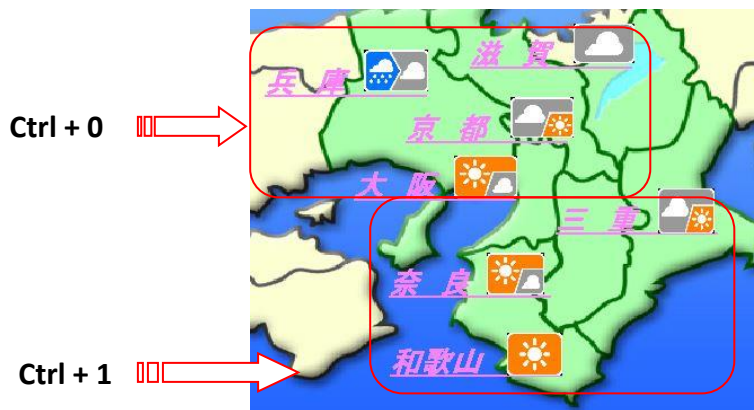 滋 賀
兵 庫
Ctrl + 0
京 都
大 阪
三 重
奈 良
和歌山
Ctrl + 1